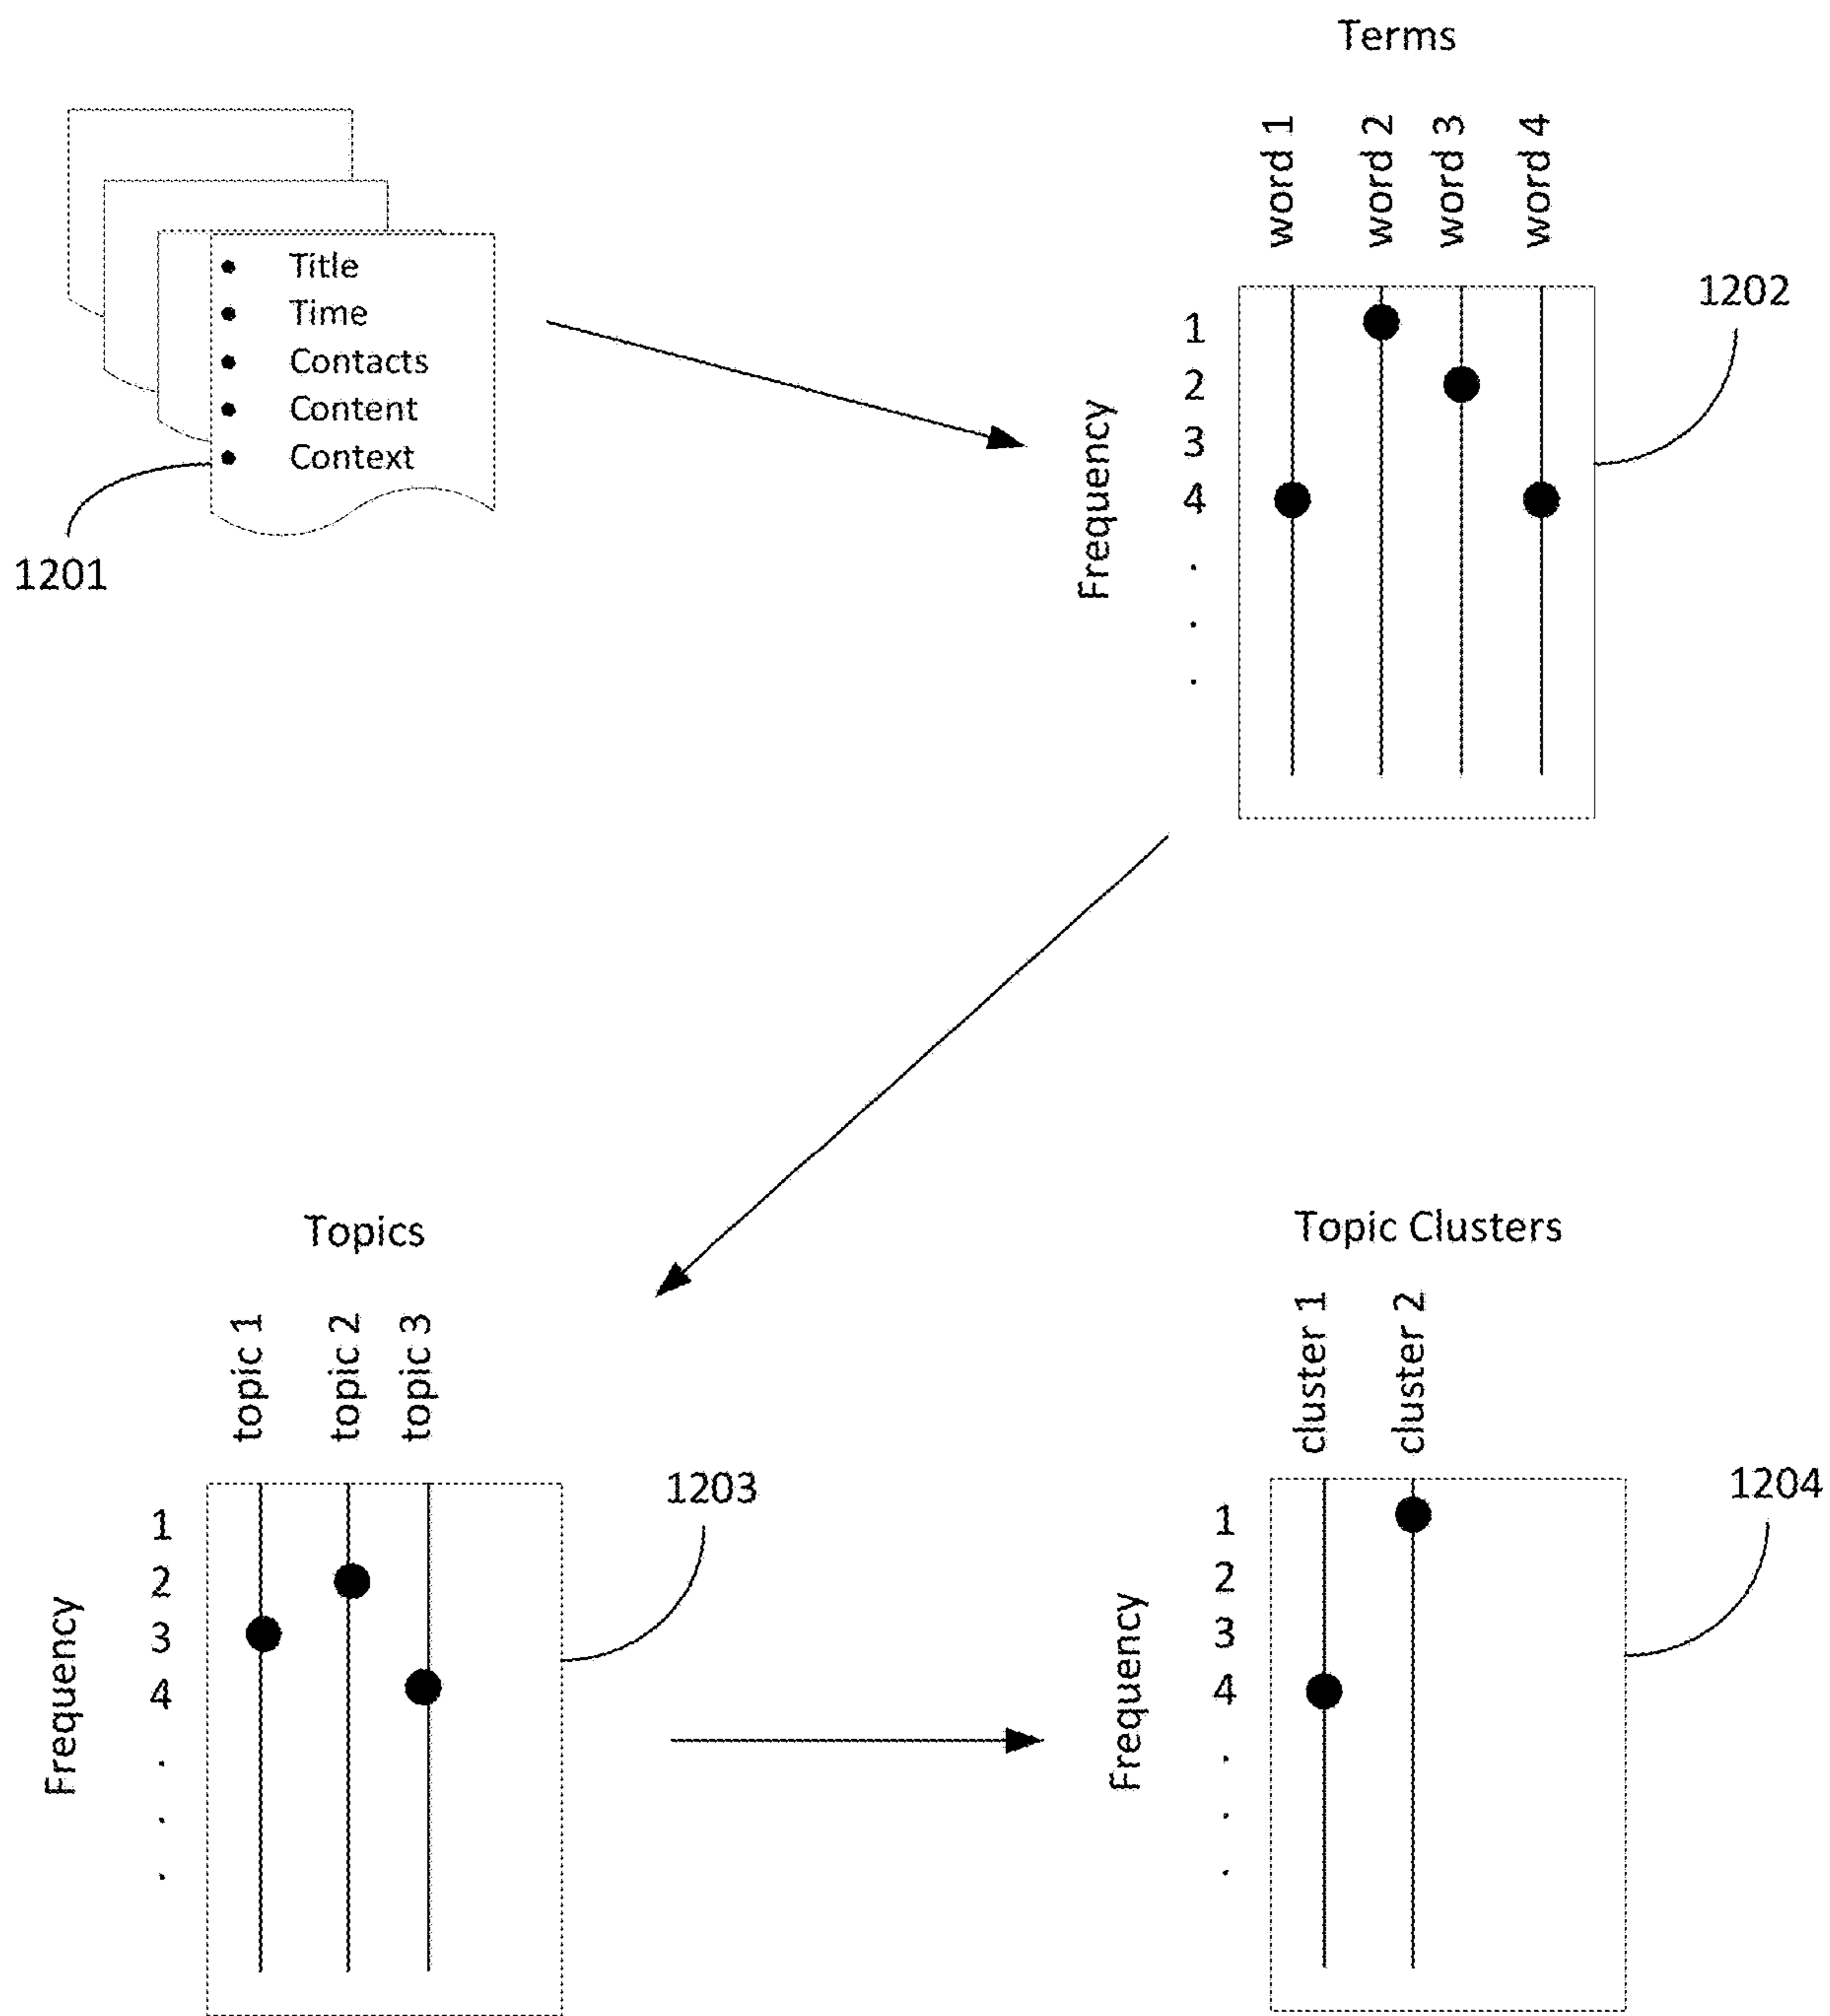 Terms
word 1
word 2
word 3
word 4
• Title
• Time
• Contacts
• Content
• Context
1201
1202
Frequency
1
2
3
4
.
.
.
Topics
topic 1
topic 2
topic 3
1203
Frequency
1
2
3
4
.
.
.
Topic Clusters
cluster 1
cluster 2
1204
Frequency
1
2
3
4
.
.
.